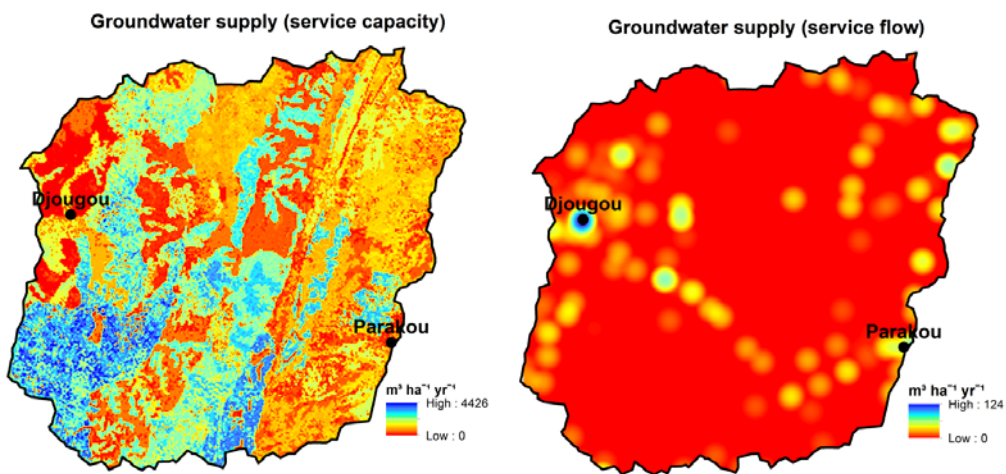 Groundwater supply (service capacity)
Djougou
Parakou
m³ ha⁻¹ yr⁻¹
High : 4426
Low : 0
Groundwater supply (service flow)
Djougou
Parakou
m³ ha⁻¹ yr⁻¹
High : 124
Low : 0